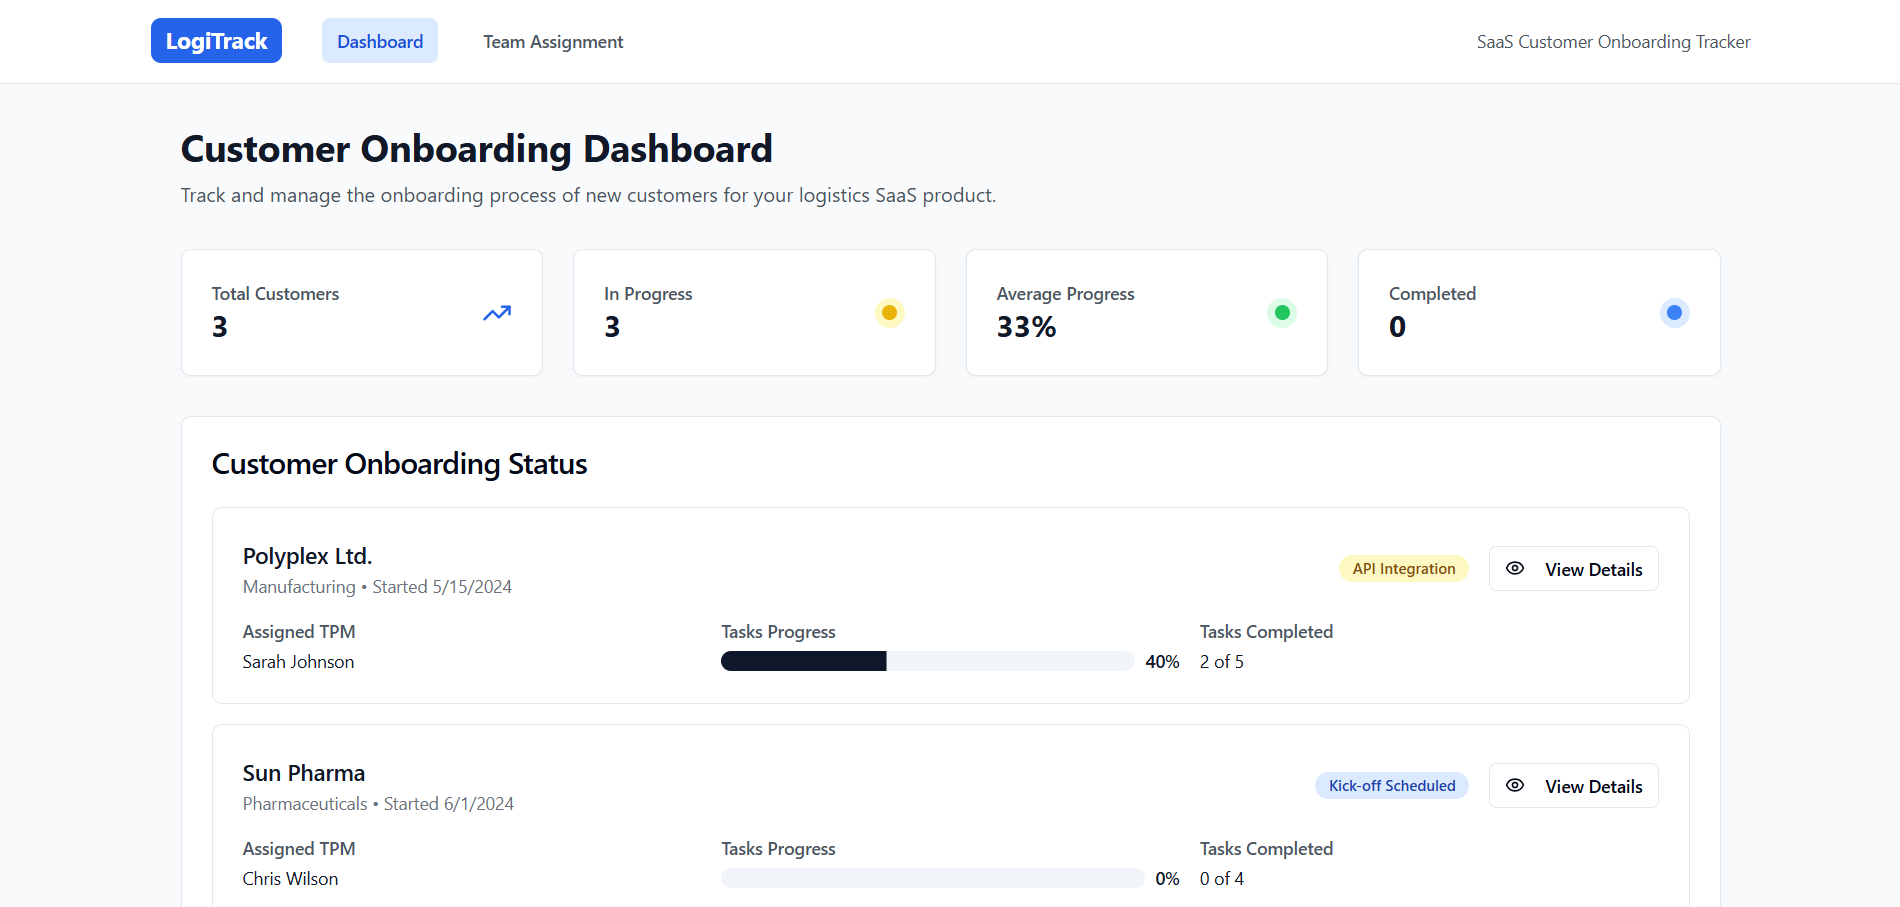 LogiTrack
Dashboard
Team Assignment
SaaS Customer Onboarding Tracker
Customer Onboarding Dashboard
Track and manage the onboarding process of new customers for your logistics SaaS product.
Total Customers
3
In Progress
3
Average Progress
33%
Completed
0
Customer Onboarding Status
Polyplex Ltd.
Manufacturing • Started 5/15/2024
API Integration
View Details
Assigned TPM
Sarah Johnson
Tasks Progress
40%
Tasks Completed
2 of 5
Sun Pharma
Pharmaceuticals • Started 6/1/2024
Kick-off Scheduled
View Details
Assigned TPM
Chris Wilson
Tasks Progress
0%
Tasks Completed
0 of 4